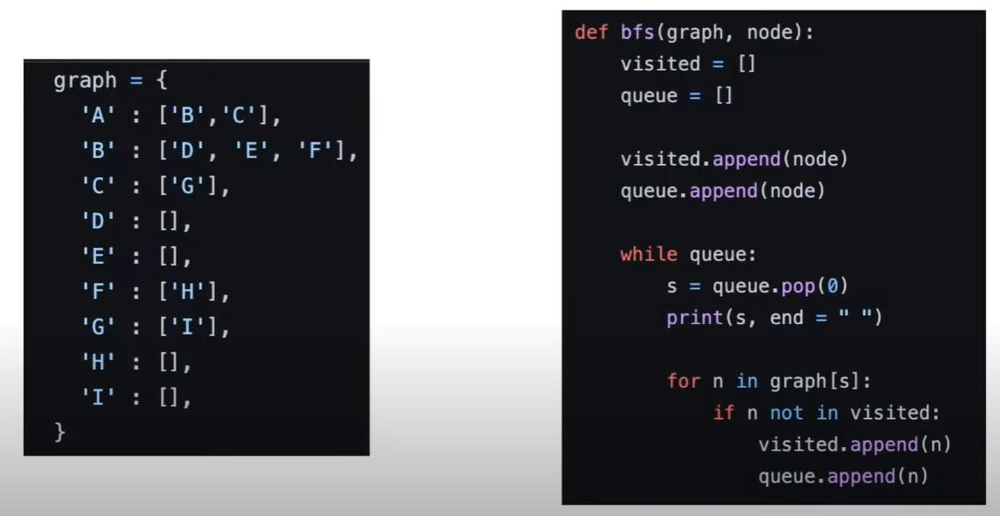 graph = {
'A' : ['B','C'],
'B' : ['D', 'E', 'F'],
'C' : ['G'],
'D' : [],
'E' : [],
'F' : ['H'],
'G' : ['I'],
'H' : [],
'I' : [],
}
def bfs(graph, node):
visited = []
queue = []
visited.append(node)
queue.append(node)
while queue:
s = queue.pop(0)
print(s, end = " ")
for n in graph[s]:
if n not in visited:
visited.append(n)
queue.append(n)